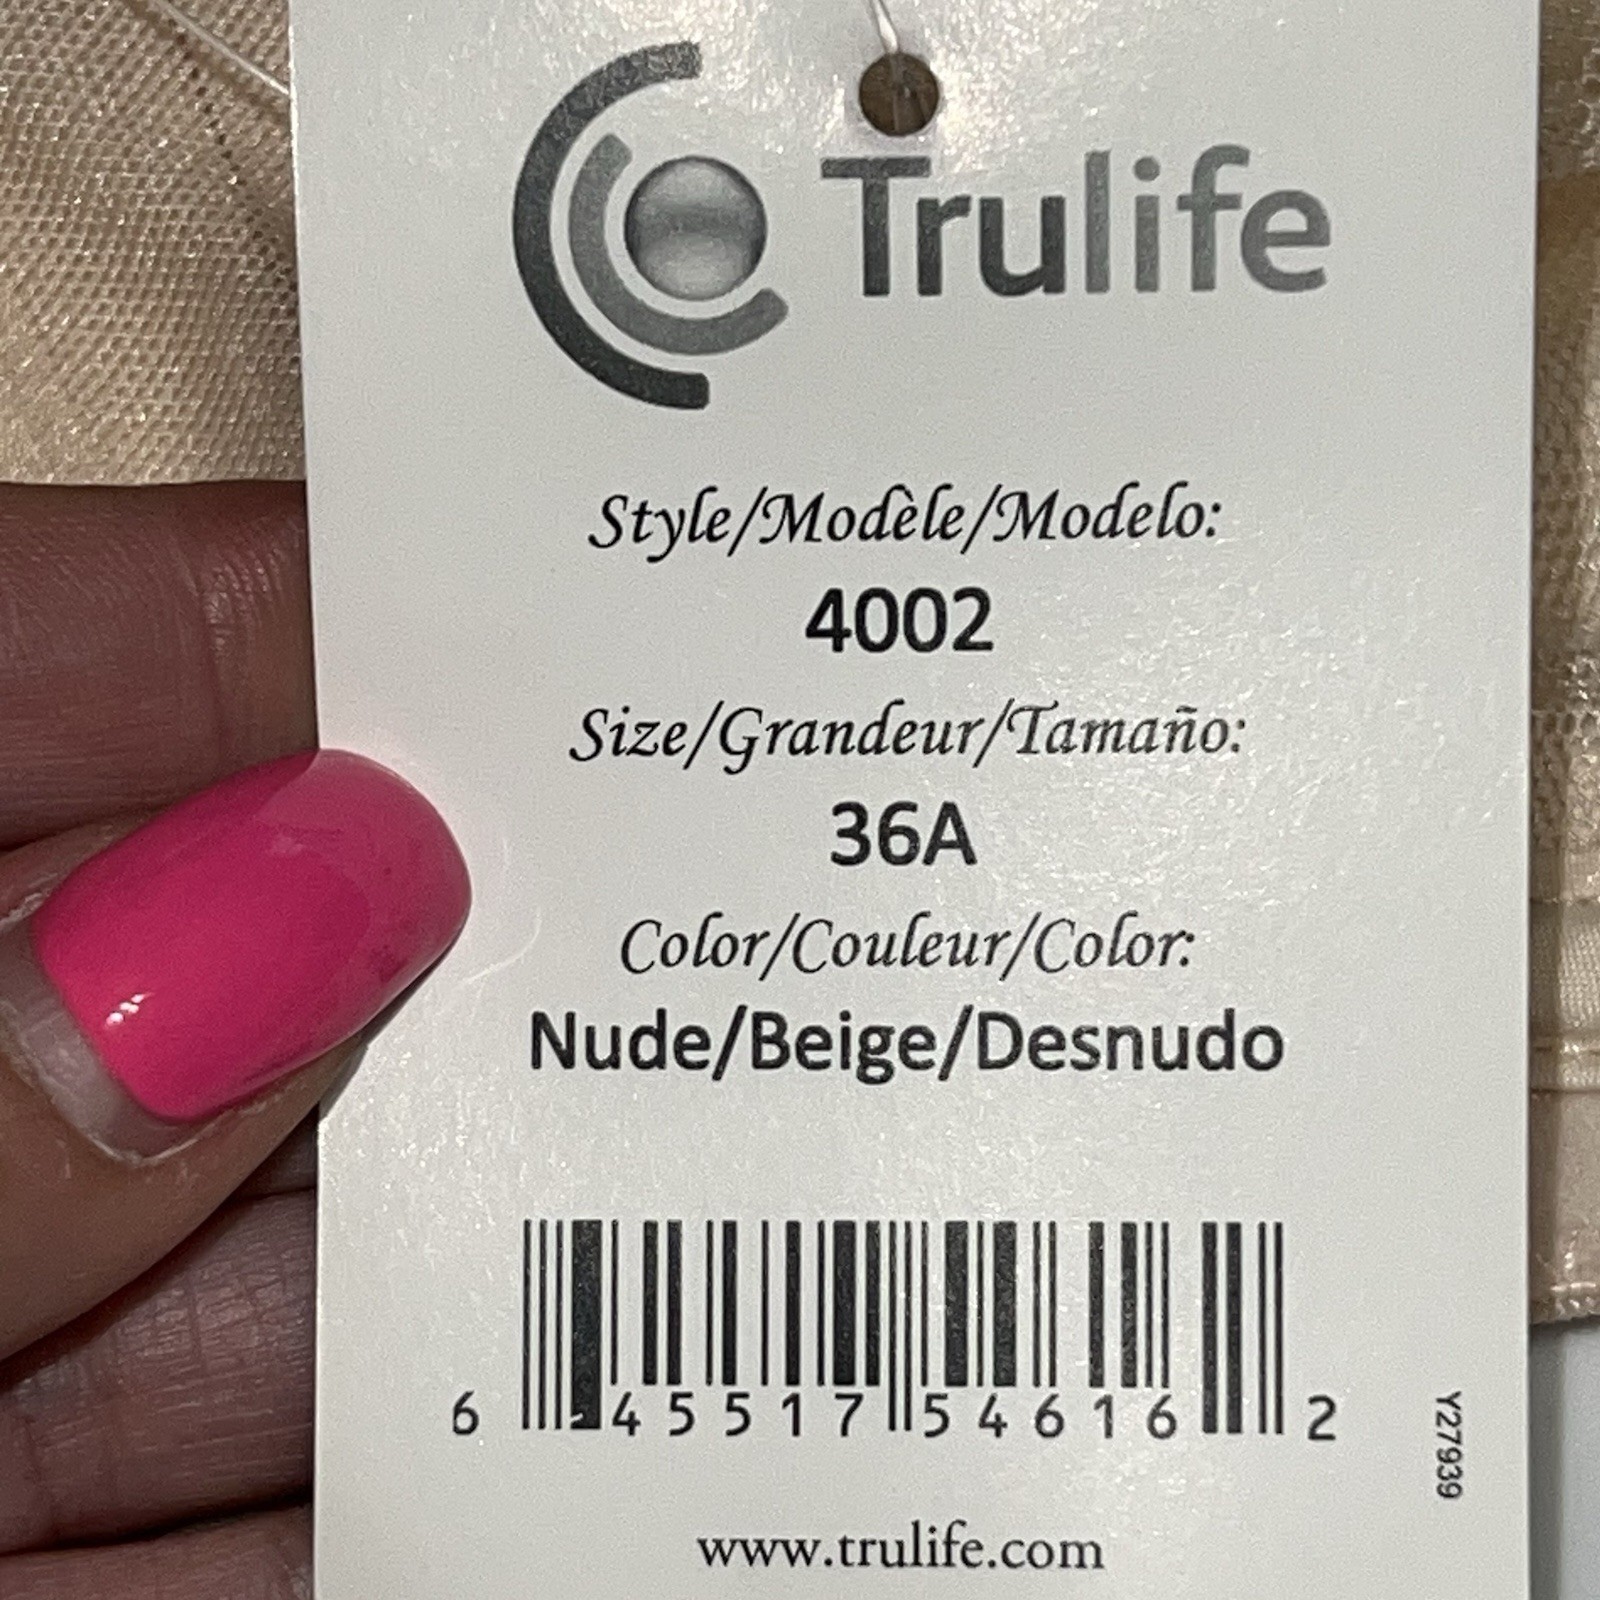 Trulife
Style/Modèle/Modelo:
4002
Size/Grandeur/Tamaño:
36A
Color/Couleur/Color:
Nude/Beige/Desnudo
6 45517 54616 2
Y27939
www.trulife.com